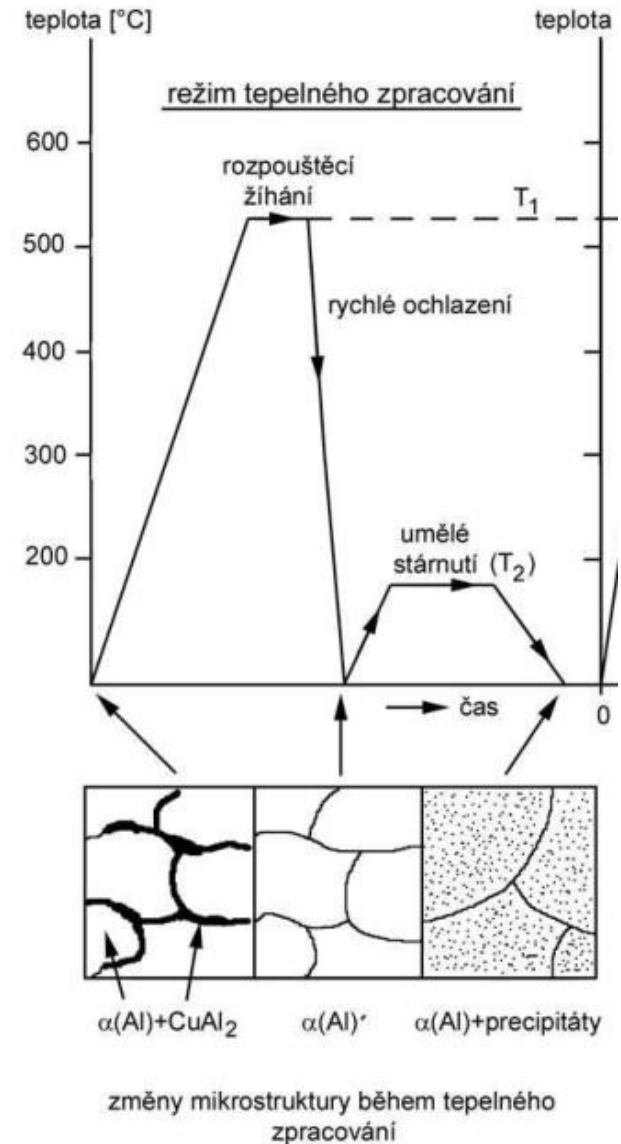 teplota [°C]
teplota
režim tepelného zpracování
600
rozpouštěcí
žíhání
T₁
500
rychlé ochlazení
400
300
umělé
stárnutí (T₂)
200
čas
0
α(Al)+CuAl₂
α(Al)´
α(Al)+precipitáty
změny mikrostruktury během tepelného
zpracování